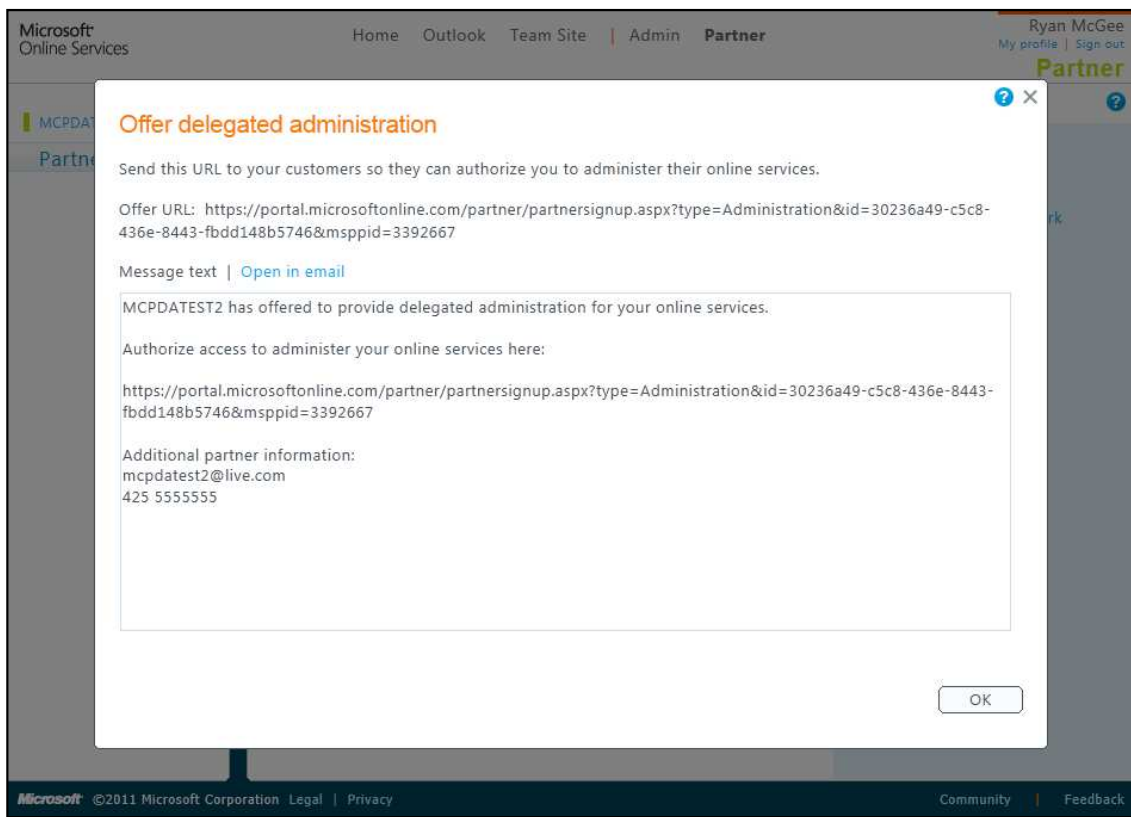 Microsoft
Online Services
Home Outlook Team Site | Admin Partner
Ryan McGee
My profile | Sign out
Partner
MCPDAT
Partne
rk
Offer delegated administration
Send this URL to your customers so they can authorize you to administer their online services.
Offer URL: https://portal.microsoftonline.com/partner/partnersignup.aspx?type=Administration&id=30236a49-c5c8-
436e-8443-fbdd148b5746&msppid=3392667
Message text | Open in email
MCPDATEST2 has offered to provide delegated administration for your online services.
Authorize access to administer your online services here:
https://portal.microsoftonline.com/partner/partnersignup.aspx?type=Administration&id=30236a49-c5c8-436e-8443-
fbdd148b5746&msppid=3392667
Additional partner information:
mcpdatest2@live.com
425 5555555
OK
Microsoft ©2011 Microsoft Corporation Legal | Privacy
Community | Feedback